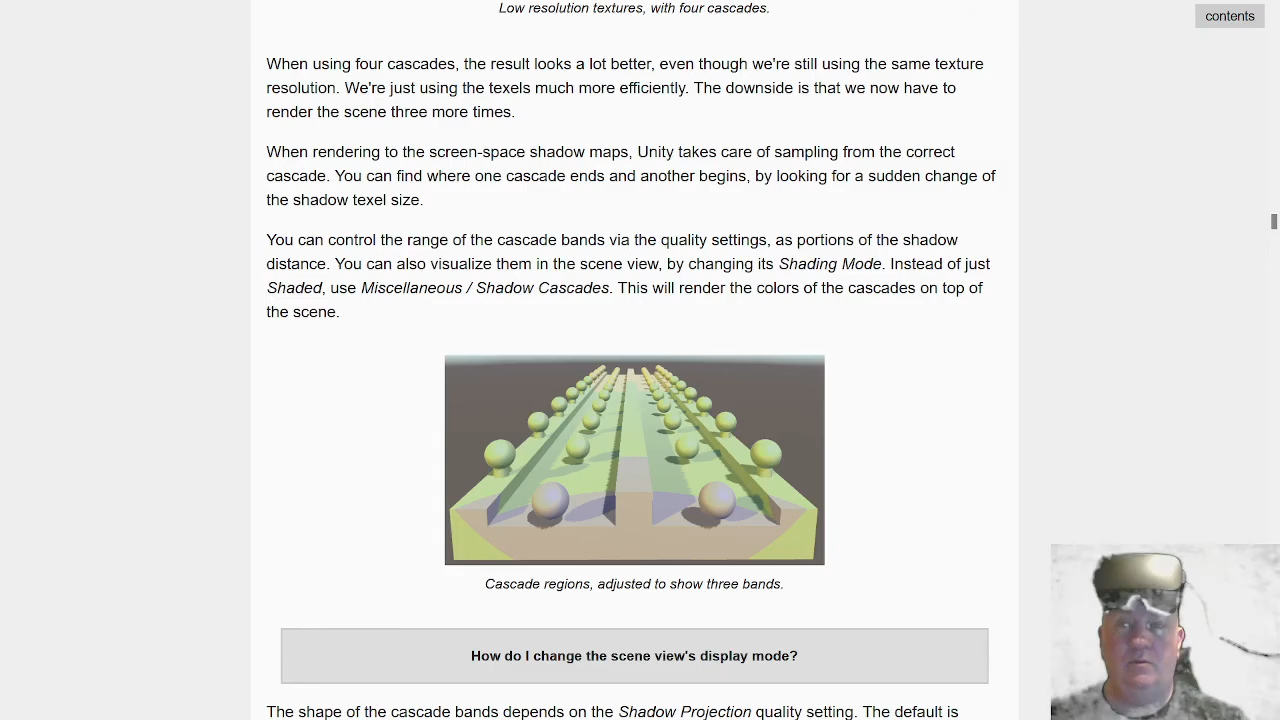 Low resolution textures, with four cascades.
contents
When using four cascades, the result looks a lot better, even though we're still using the same texture
resolution. We're just using the texels much more efficiently. The downside is that we now have to
render the scene three more times.
When rendering to the screen-space shadow maps, Unity takes care of sampling from the correct
cascade. You can find where one cascade ends and another begins, by looking for a sudden change of
the shadow texel size.
You can control the range of the cascade bands via the quality settings, as portions of the shadow
distance. You can also visualize them in the scene view, by changing its Shading Mode. Instead of just
Shaded, use Miscellaneous / Shadow Cascades. This will render the colors of the cascades on top of
the scene.
Cascade regions, adjusted to show three bands.
How do I change the scene view's display mode?
The shape of the cascade bands depends on the Shadow Projection quality setting. The default is